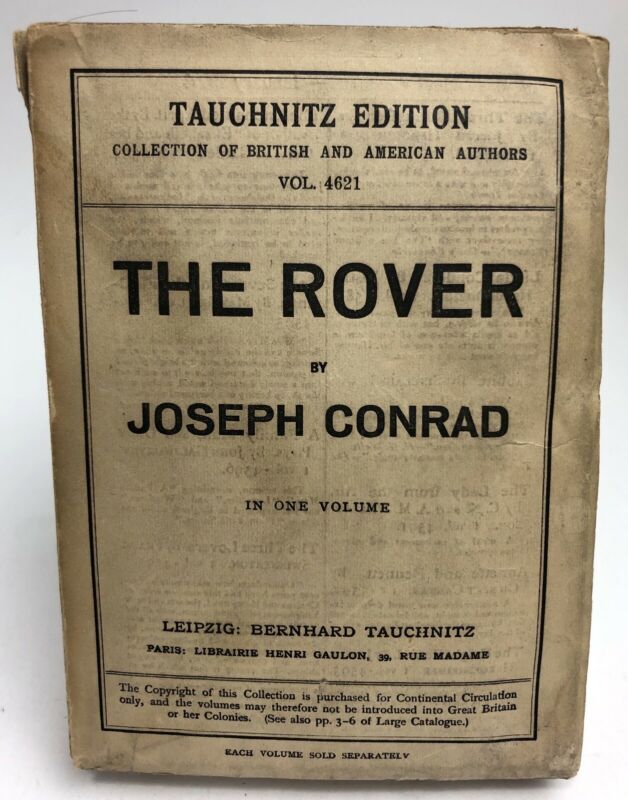 TAUCHNITZ EDITION
COLLECTION OF BRITISH AND AMERICAN AUTHORS
VOL. 4621
THE ROVER
BY
JOSEPH CONRAD
IN ONE VOLUME
LEIPZIG: BERNHARD TAUCHNITZ
PARIS: LIBRAIRIE HENRI GAULON, 39, RUE MADAME
The Copyright of this Collection is purchased for Continental Circulation
only, and the volumes may therefore not be introduced into Great Britain
or her Colonies. (See also pp. 3–6 of Large Catalogue.)
EACH VOLUME SOLD SEPARATELY